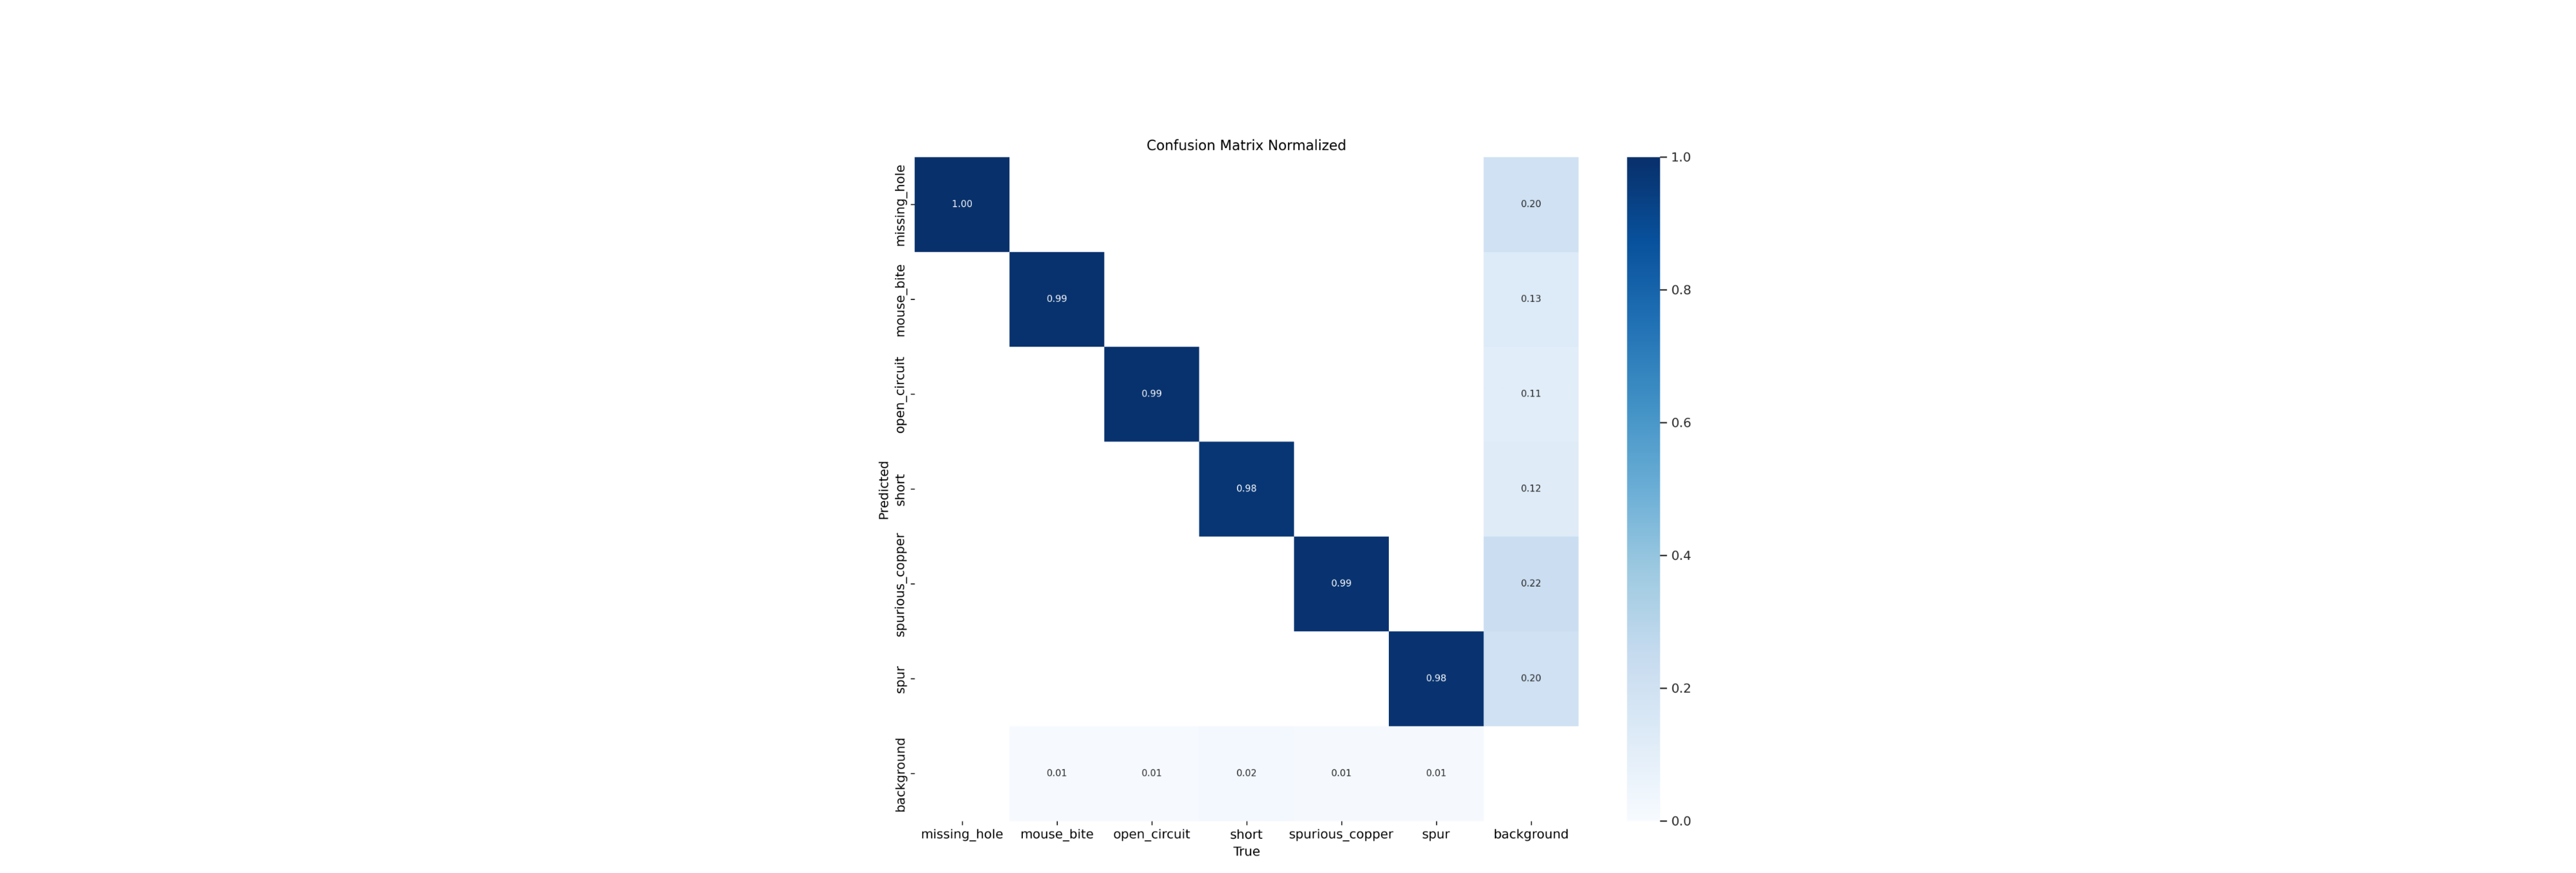 Confusion Matrix Normalized
missing_hole 1.00 0.20
mouse_bite 0.99 0.13
open_circuit 0.99 0.11
short 0.98 0.12
spurious_copper 0.99 0.22
spur 0.98 0.20
background 0.01 0.01 0.02 0.01 0.01
Predicted
missing_hole mouse_bite open_circuit short spurious_copper spur background
True
1.0
0.8
0.6
0.4
0.2
0.0